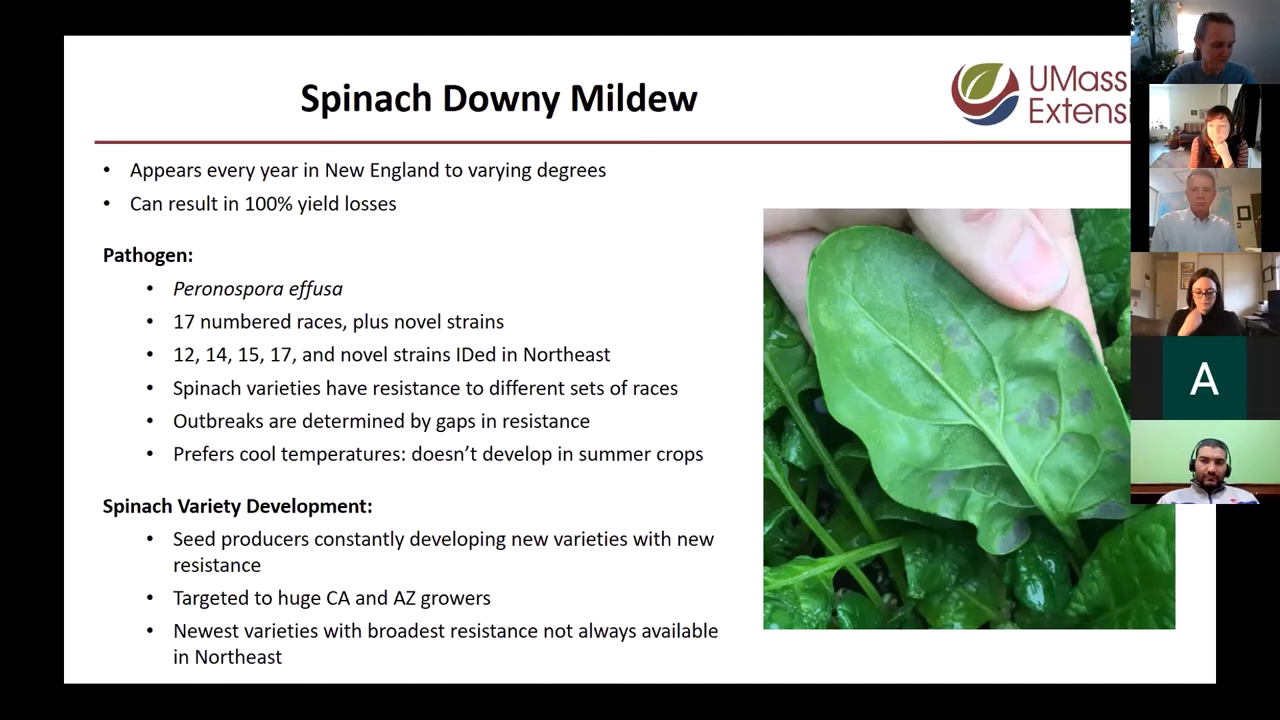 Spinach Downy Mildew
UMass
Extensi
• Appears every year in New England to varying degrees
• Can result in 100% yield losses
Pathogen:
• Peronospora effusa
• 17 numbered races, plus novel strains
• 12, 14, 15, 17, and novel strains IDed in Northeast
• Spinach varieties have resistance to different sets of races
• Outbreaks are determined by gaps in resistance
• Prefers cool temperatures: doesn’t develop in summer crops
Spinach Variety Development:
• Seed producers constantly developing new varieties with new
resistance
• Targeted to huge CA and AZ growers
• Newest varieties with broadest resistance not always available
in Northeast
A